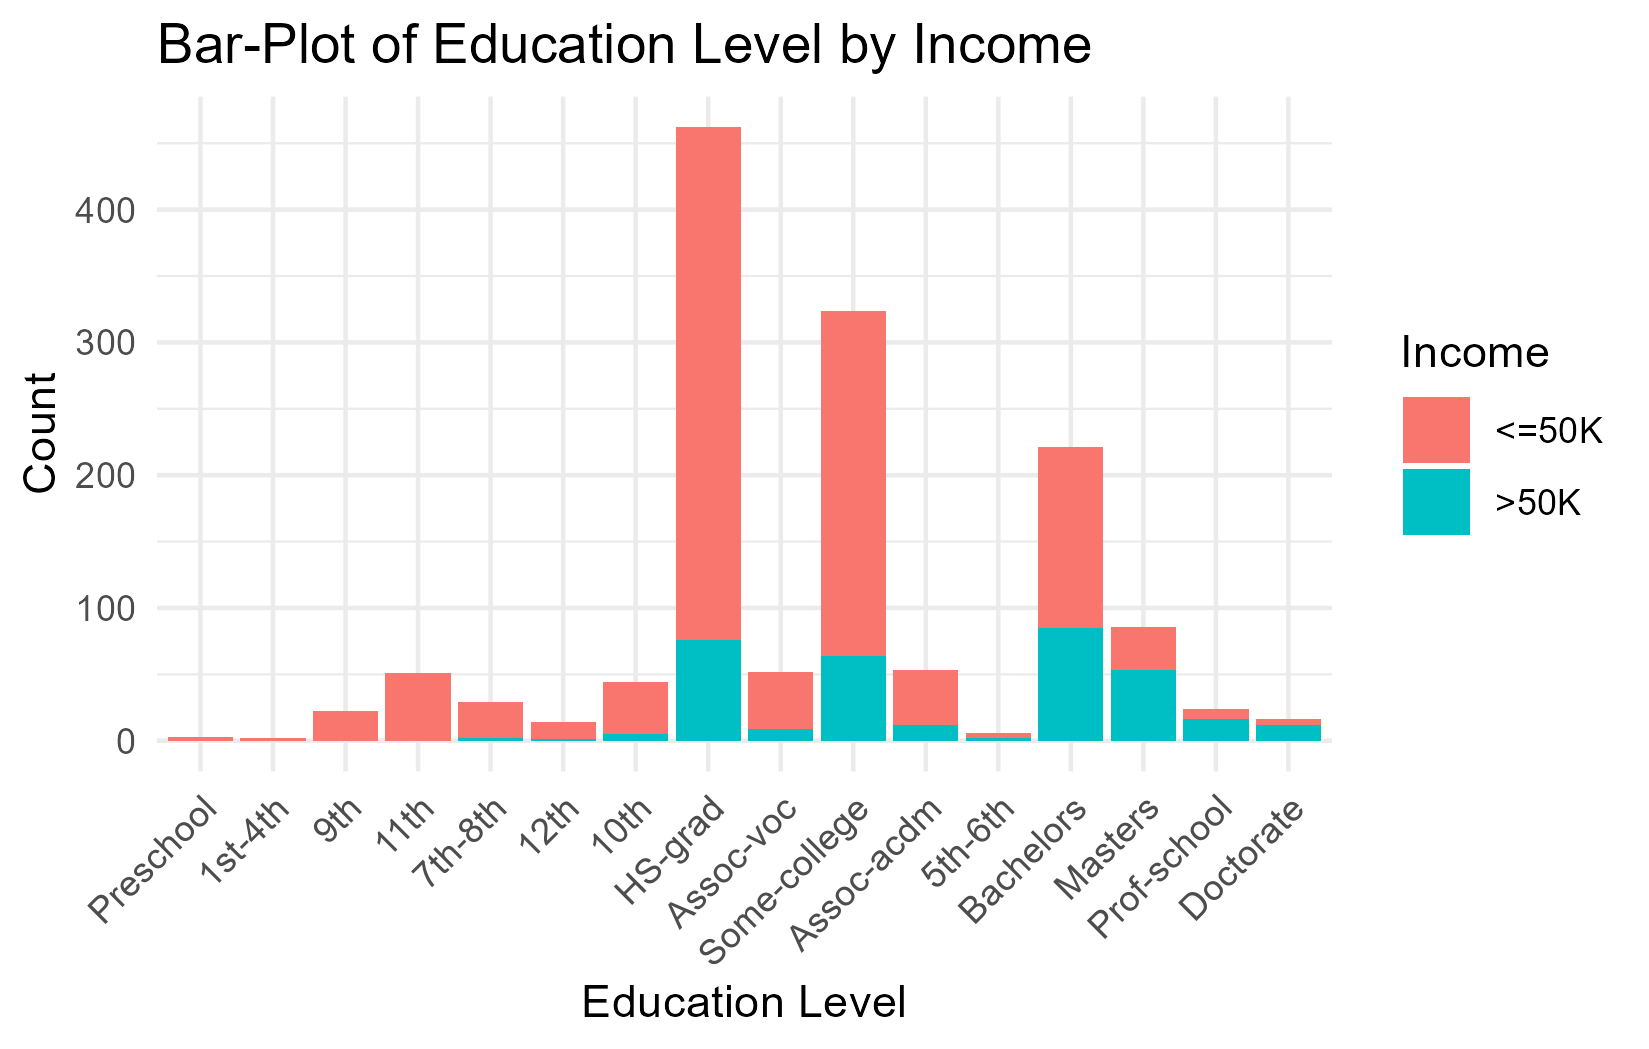 Bar-Plot of Education Level by Income
Count
400
300
200
100
0
Preschool
1st-4th
9th
11th
7th-8th
12th
10th
HS-grad
Assoc-voc
Some-college
Assoc-acdm
5th-6th
Bachelors
Masters
Prof-school
Doctorate
Education Level
Income
<=50K
>50K